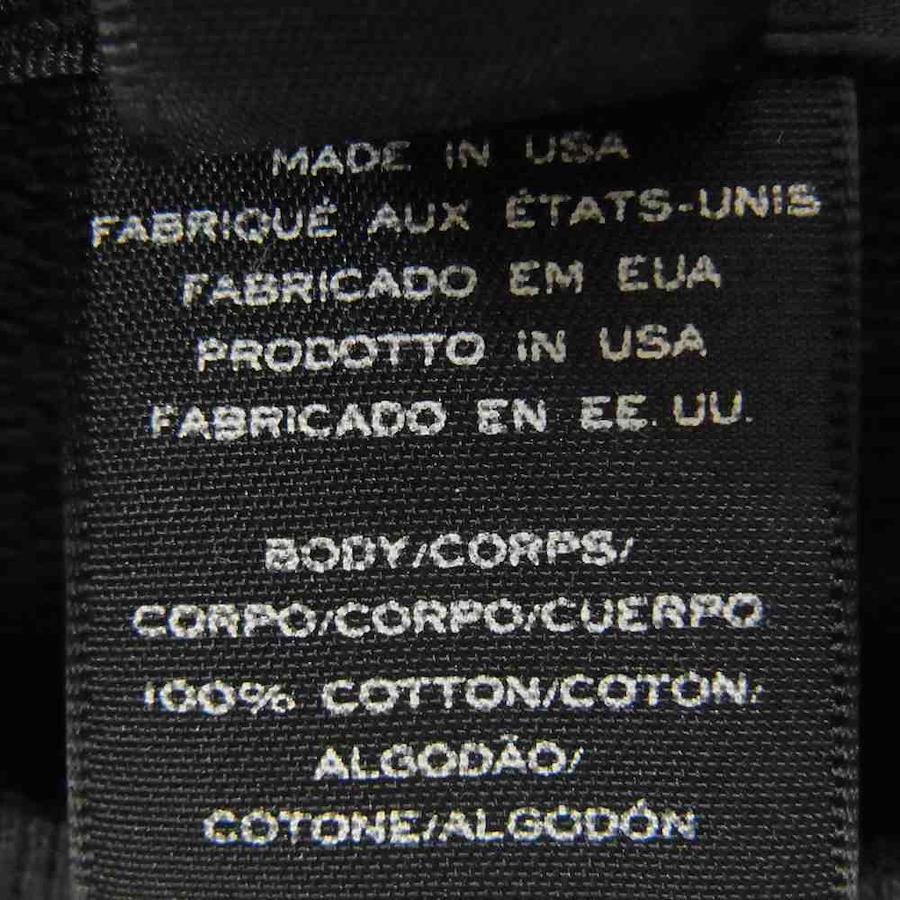 MADE IN USA
FABRIQUÉ AUX ÉTATS-UNIS
FABRICADO EM EUA
PRODOTTO IN USA
FABRICADO EN EE. UU.
BODY/CORPS/
CORPO/CORPO/CUERPO
100% COTTON/COTON/
ALGODÃO/
COTONE/ALGODÓN